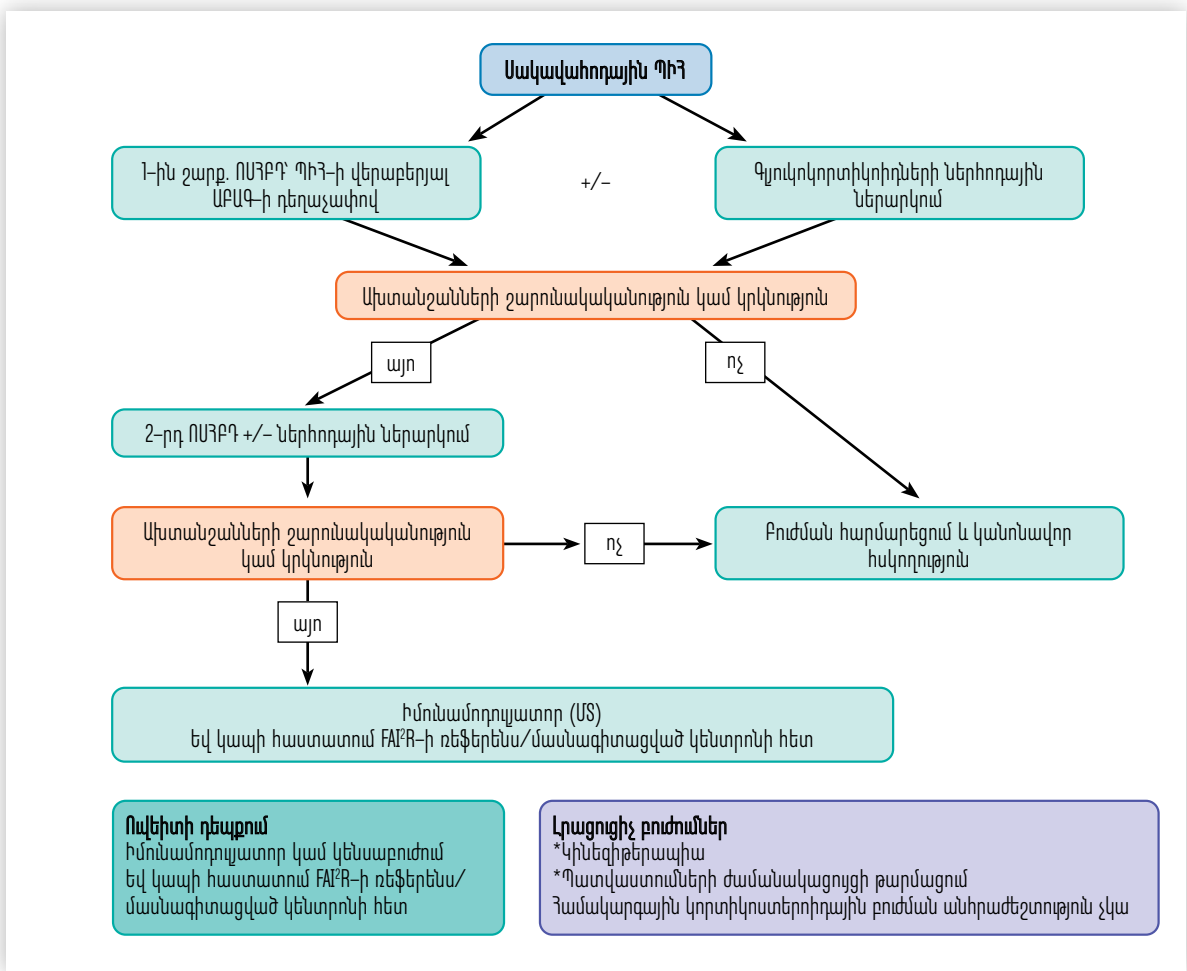 Սակավահոդային ՊԻՀ
1–ին շարք. ՈՍՀԲԴ՝ ՊԻՀ–ի վերաբերյալ
ԱԲԱԳ–ի դեղաչափով
+/–
Գլյուկոկորտիկոիդների ներհոդային
ներարկում
Ախտանշանների շարունակականություն կամ կրկնություն
այո
ոչ
2–րդ ՈՍՀԲԴ +/– ներհոդային ներարկում
Ախտանշանների շարունակականություն
կամ կրկնություն
ոչ
Բուժման հարմարեցում և կանոնավոր
հսկողություն
այո
Իմունամոդուլյատոր (ՄՏ)
Եվ կապի հաստատում FAI²R–ի ռեֆերենս/մասնագիտացված կենտրոնի հետ
Ուվեիտի դեպքում
Իմունամոդուլյատոր կամ կենսաբուժում
Եվ կապի հաստատում FAI²R–ի ռեֆերենս/
մասնագիտացված կենտրոնի հետ
Լրացուցիչ բուժումներ
*Կինեզիթերապիա
*Պատվաստումների ժամանակացույցի թարմացում
Համակարգային կորտիկոստերոիդային բուժման անհրաժեշտություն չկա